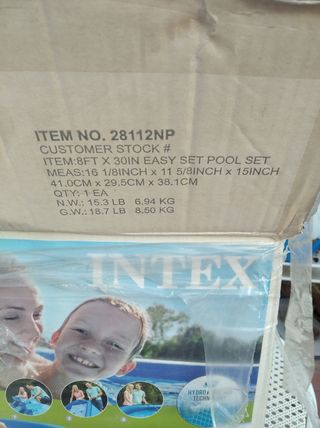 ITEM NO. 28112NP
CUSTOMER STOCK #
ITEM:8FT X 30IN EASY SET POOL SET
MEAS:16 1/8INCH x 11 5/8INCH x 15INCH
41.0CM x 29.5CM x 38.1CM
QTY: 1 EA
N.W.: 15.3 LB 6.94 KG
G.W.: 18.7 LB 8.50 KG
INTEX
HYDRO